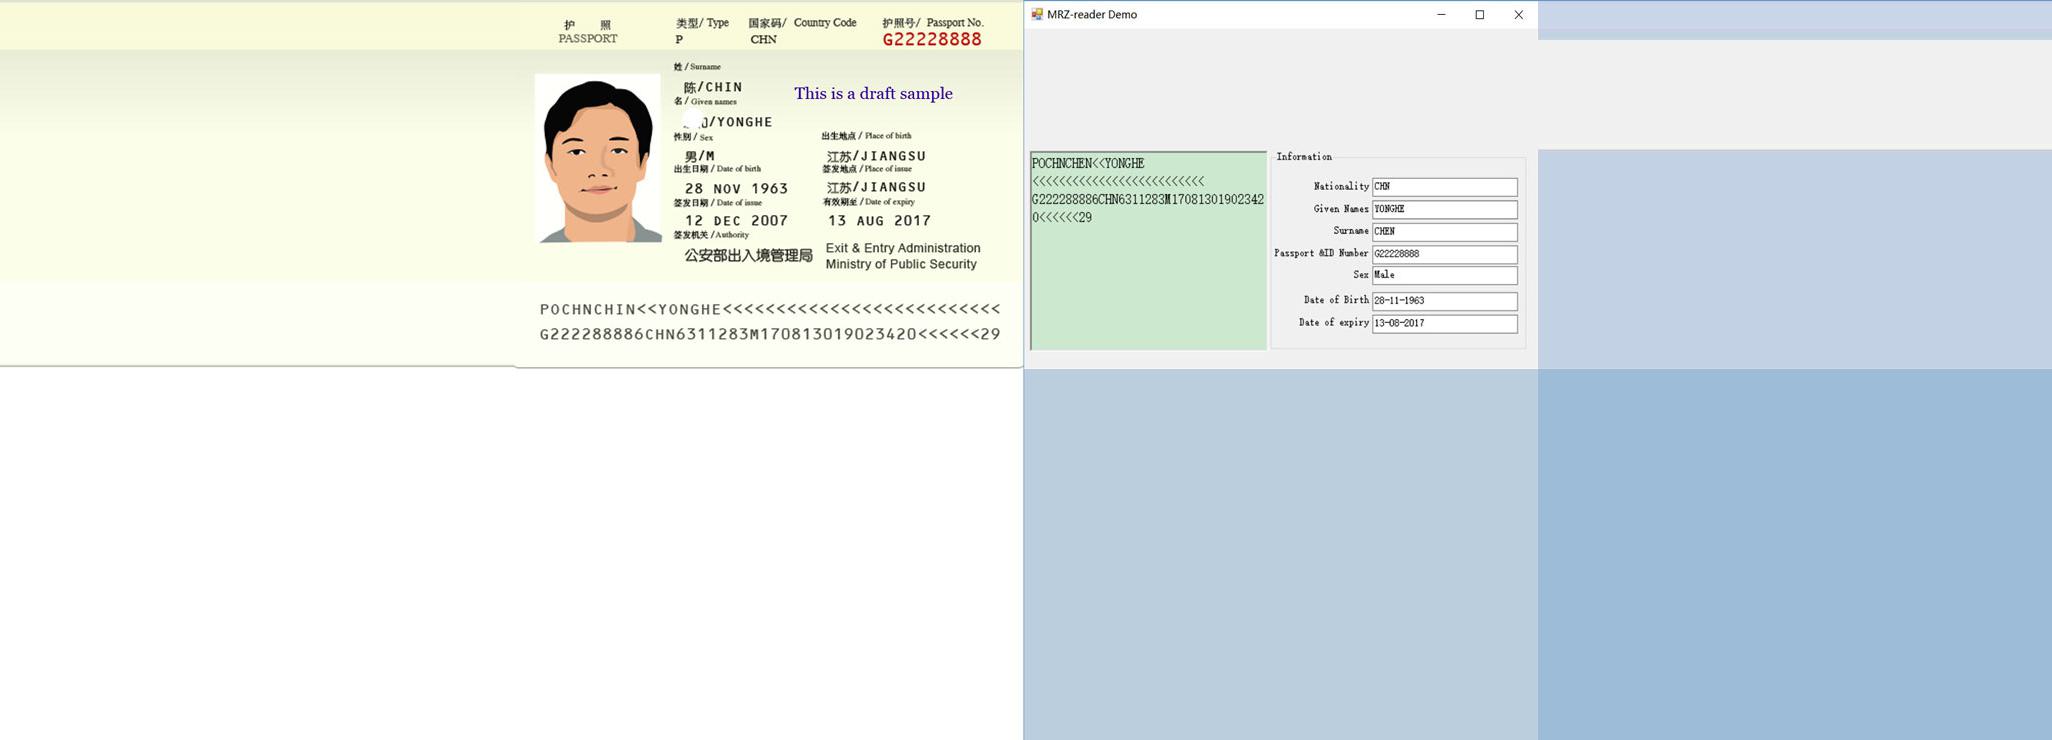 护 照
PASSPORT
类型/ Type
P
国家码/ Country Code
CHN
护照号/ Passport No.
G22228888
姓 / Surname
陈/CHIN
This is a draft sample
名 / Given names
/YONGHE
性别 / Sex
男/M
出生地点 / Place of birth
江苏/JIANGSU
出生日期 / Date of birth
28 NOV 1963
签发地点 / Place of issue
江苏/JIANGSU
签发日期 / Date of issue
12 DEC 2007
有效期至 / Date of expiry
13 AUG 2017
签发机关 /Authority
公安部出入境管理局
Exit & Entry Administration
Ministry of Public Security
POCHNCHIN<<YONGHE<<<<<<<<<<<<<<<<<<<<<<<<<<
G222288886CHN6311283M170813019023420<<<<<<29
MRZ-reader Demo
POCHNCHEN<<YONGHE
<<<<<<<<<<<<<<<<<<<<<<<<<<
G222288886CHN6311283M17081301902342
0<<<<<<29
Information
Nationality CHN
Given Names YONGHE
Surname CHEN
Passport &ID Number G22228888
Sex Male
Date of Birth 28-11-1963
Date of expiry 13-08-2017